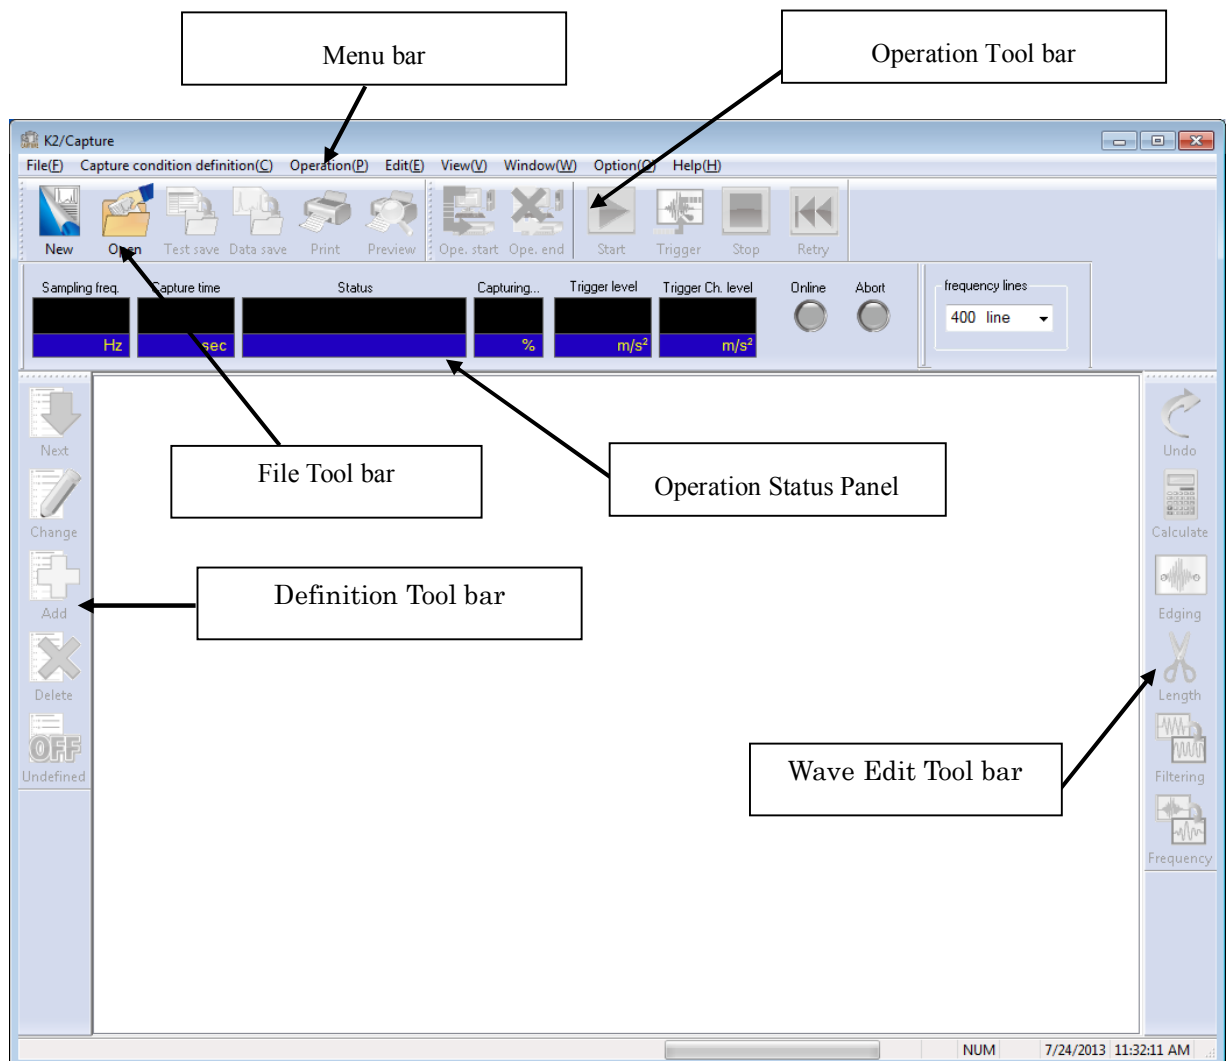 Menu bar
Operation Tool bar
K2/Capture
File(F) Capture condition definition(C) Operation(P) Edit(E) View(V) Window(W) Option(O) Help(H)
New Open Test save Data save Print Preview Ope. start Ope. end Start Trigger Stop Retry
Sampling freq. Capture time Status Capturing... Trigger level Trigger Ch. level Online Abort frequency lines
400 line
Hz sec % m/s² m/s²
Next
Undo
File Tool bar
Operation Status Panel
Change
Calculate
Definition Tool bar
Add
Edging
Delete
Length
Undefined
OFF
Wave Edit Tool bar
Filtering
Frequency
NUM 7/24/2013 11:32:11 AM